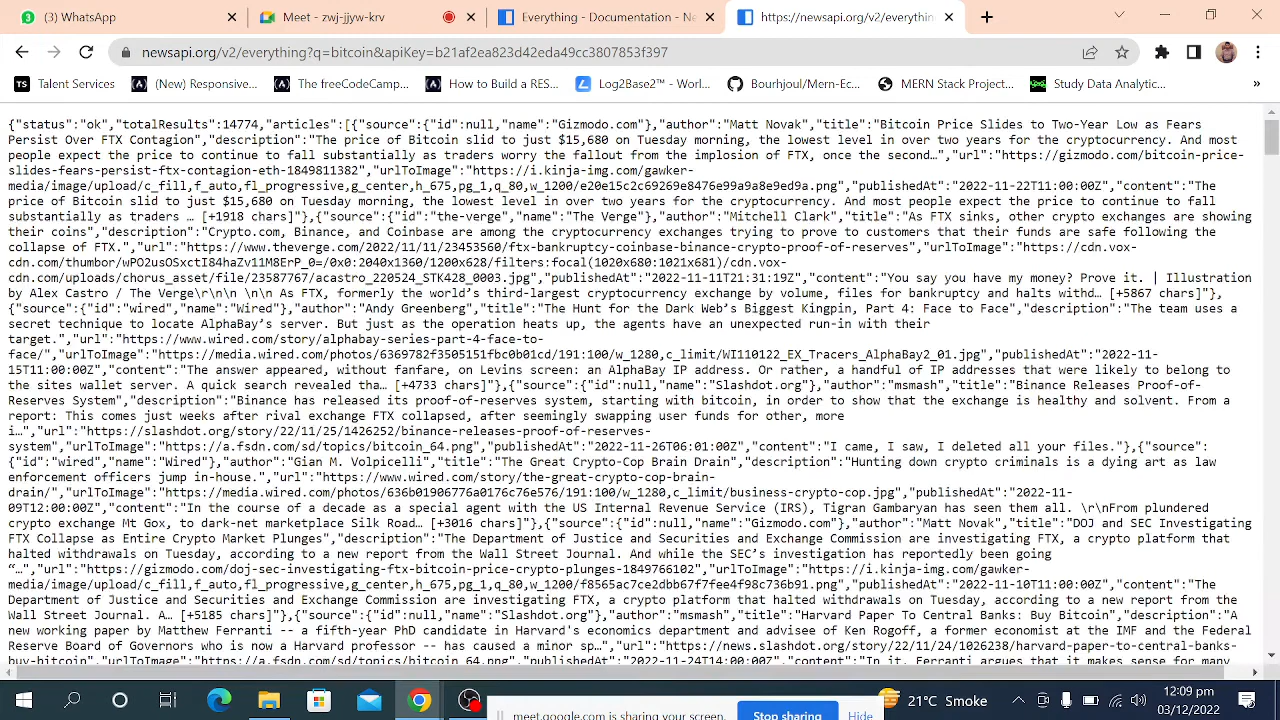 (3) WhatsApp
Meet - zwj-jjyw-krv
Everything - Documentation - Ne
https://newsapi.org/v2/everythin
newsapi.org/v2/everything?q=bitcoin&apiKey=b21af2ea823d42eda49cc3807853f397
TS Talent Services
(New) Responsive...
The freeCodeCamp...
How to Build a RES...
Log2Base2™ - Worl...
Bourhjoul/Mern-Ec...
MERN Stack Project...
Study Data Analytic...
»
{"status":"ok","totalResults":14774,"articles":[{"source":{"id":null,"name":"Gizmodo.com"},"author":"Matt Novak","title":"Bitcoin Price Slides to Two-Year Low as Fears
Persist Over FTX Contagion","description":"The price of Bitcoin slid to just $15,680 on Tuesday morning, the lowest level in over two years for the cryptocurrency. And most
people expect the price to continue to fall substantially as traders worry the fallout from the implosion of FTX, once the second…","url":"https://gizmodo.com/bitcoin-price-
slides-fears-persist-ftx-contagion-eth-1849811382","urlToImage":"https://i.kinja-img.com/gawker-
media/image/upload/c_fill,f_auto,fl_progressive,g_center,h_675,pg_1,q_80,w_1200/e20e15c2c69269e8476e99a9a8e9ed9a.png","publishedAt":"2022-11-22T11:00:00Z","content":"The
price of Bitcoin slid to just $15,680 on Tuesday morning, the lowest level in over two years for the cryptocurrency. And most people expect the price to continue to fall
substantially as traders … [+1918 chars]"},{"source":{"id":"the-verge","name":"The Verge"},"author":"Mitchell Clark","title":"As FTX sinks, other crypto exchanges are showing
their coins","description":"Crypto.com, Binance, and Coinbase are among the cryptocurrency exchanges trying to prove to customers that their funds are safe following the
collapse of FTX.","url":"https://www.theverge.com/2022/11/11/23453560/ftx-bankruptcy-coinbase-binance-crypto-proof-of-reserves","urlToImage":"https://cdn.vox-
cdn.com/thumbor/wPO2usOSxctI84haZv11M8ErP_0=/0x0:2040x1360/1200x628/filters:focal(1020x680:1021x681)/cdn.vox-
cdn.com/uploads/chorus_asset/file/23587767/acastro_220524_STK428_0003.jpg","publishedAt":"2022-11-11T21:31:19Z","content":"You say you have my money? Prove it. | Illustration
by Alex Castro / The Verge\r\n\n \n\n As FTX, formerly the world’s third-largest cryptocurrency exchange by volume, files for bankruptcy and halts withd… [+5867 chars]"},
{"source":{"id":"wired","name":"Wired"},"author":"Andy Greenberg","title":"The Hunt for the Dark Web’s Biggest Kingpin, Part 4: Face to Face","description":"The team uses a
secret technique to locate AlphaBay’s server. But just as the operation heats up, the agents have an unexpected run-in with their
target.","url":"https://www.wired.com/story/alphabay-series-part-4-face-to-
face/","urlToImage":"https://media.wired.com/photos/6369782f3505151fbc0b01cd/191:100/w_1280,c_limit/WI110122_EX_Tracers_AlphaBay2_01.jpg","publishedAt":"2022-11-
15T11:00:00Z","content":"The answer appeared, without fanfare, on Levins screen: an AlphaBay IP address. Or rather, a handful of IP addresses that were likely to belong to
the sites wallet server. A quick search revealed tha… [+4733 chars]"},{"source":{"id":null,"name":"Slashdot.org"},"author":"msmash","title":"Binance Releases Proof-of-
Reserves System","description":"Binance has released its proof-of-reserves system, starting with bitcoin, in order to show that the exchange is healthy and solvent. From a
report: This comes just weeks after rival exchange FTX collapsed, after seemingly swapping user funds for other, more
i…","url":"https://slashdot.org/story/22/11/25/1426252/binance-releases-proof-of-reserves-
system","urlToImage":"https://a.fsdn.com/sd/topics/bitcoin_64.png","publishedAt":"2022-11-26T06:01:00Z","content":"I came, I saw, I deleted all your files."},{"source":
{"id":"wired","name":"Wired"},"author":"Gian M. Volpicelli","title":"The Great Crypto-Cop Brain Drain","description":"Hunting down crypto criminals is a dying art as law
enforcement officers jump in-house.","url":"https://www.wired.com/story/the-great-crypto-cop-brain-
drain/","urlToImage":"https://media.wired.com/photos/636b01906776a0176c76e576/191:100/w_1280,c_limit/business-crypto-cop.jpg","publishedAt":"2022-11-
09T12:00:00Z","content":"In the course of a decade as a special agent with the US Internal Revenue Service (IRS), Tigran Gambaryan has seen them all. \r\nFrom plundered
crypto exchange Mt Gox, to dark-net marketplace Silk Road… [+3016 chars]"},{"source":{"id":null,"name":"Gizmodo.com"},"author":"Matt Novak","title":"DOJ and SEC Investigating
FTX Collapse as Entire Crypto Market Plunges","description":"The Department of Justice and Securities and Exchange Commission are investigating FTX, a crypto platform that
halted withdrawals on Tuesday, according to a new report from the Wall Street Journal. And while the SEC’s investigation has reportedly been going
“…","url":"https://gizmodo.com/doj-sec-investigating-ftx-bitcoin-price-crypto-plunges-1849766102","urlToImage":"https://i.kinja-img.com/gawker-
media/image/upload/c_fill,f_auto,fl_progressive,g_center,h_675,pg_1,q_80,w_1200/f8565ac7ce2dbb67f7fee4f98c736b91.png","publishedAt":"2022-11-10T11:00:00Z","content":"The
Department of Justice and Securities and Exchange Commission are investigating FTX, a crypto platform that halted withdrawals on Tuesday, according to a new report from the
Wall Street Journal. A… [+5185 chars]"},{"source":{"id":null,"name":"Slashdot.org"},"author":"msmash","title":"Harvard Paper To Central Banks: Buy Bitcoin","description":"A
new working paper by Matthew Ferranti -- a fifth-year PhD candidate in Harvard's economics department and advisee of Ken Rogoff, a former economist at the IMF and the Federal
Reserve Board of Governors who is now a Harvard professor -- has caused a minor sp…","url":"https://news.slashdot.org/story/22/11/24/1026238/harvard-paper-to-central-banks-
buy-bitcoin","urlToImage":"https://a.fsdn.com/sd/topics/bitcoin_64.png","publishedAt":"2022-11-24T14:00:00Z","content":"In it, Ferranti argues that it makes sense for many
21°C Smoke
12:09 pm
03/12/2022
meet.google.com is sharing your screen.
Stop sharing
Hide